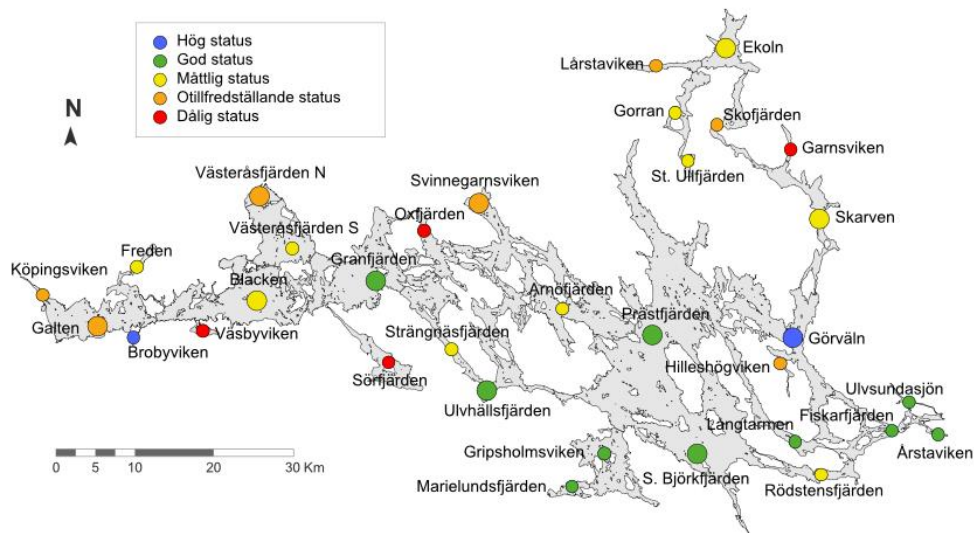 Hög status
God status
Måttlig status
Otillfredställande status
Dålig status
N
Ekoln
Lårstaviken
Gorran
Skofjärden
Garnsviken
St. Ullfjärden
Västeråsfjärden N
Svinnegarnsviken
Oxfjärden
Skarven
Västeråsfjärden S
Freden
Granfjärden
Köpingsviken
Blacken
Arnöfjärden
Galten
Brobyviken
Väsbyviken
Strängnäsfjärden
Prästfjärden
Görväln
Sörfjärden
Hilleshögviken
Ulvhällsfjärden
Ulvsundasjön
Fiskarfjärden
Långtarmen
Årstaviken
Gripsholmsviken
S. Björkfjärden
Marielundsfjärden
Rödstensfjärden
0 5 10 20 30 Km